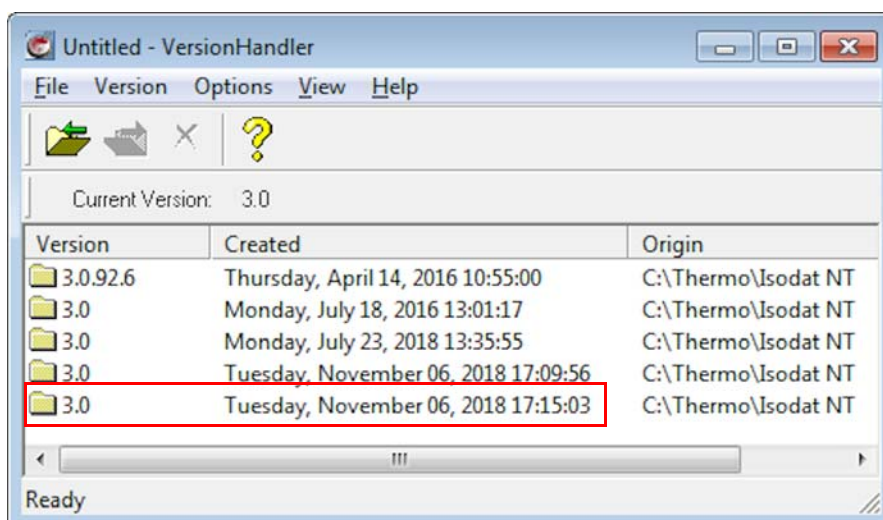 Untitled - VersionHandler
File Version Options View Help
Current Version: 3.0
Version Created Origin
3.0.92.6 Thursday, April 14, 2016 10:55:00 C:\Thermo\Isodat NT
3.0 Monday, July 18, 2016 13:01:17 C:\Thermo\Isodat NT
3.0 Monday, July 23, 2018 13:35:55 C:\Thermo\Isodat NT
3.0 Tuesday, November 06, 2018 17:09:56 C:\Thermo\Isodat NT
3.0 Tuesday, November 06, 2018 17:15:03 C:\Thermo\Isodat NT
Ready